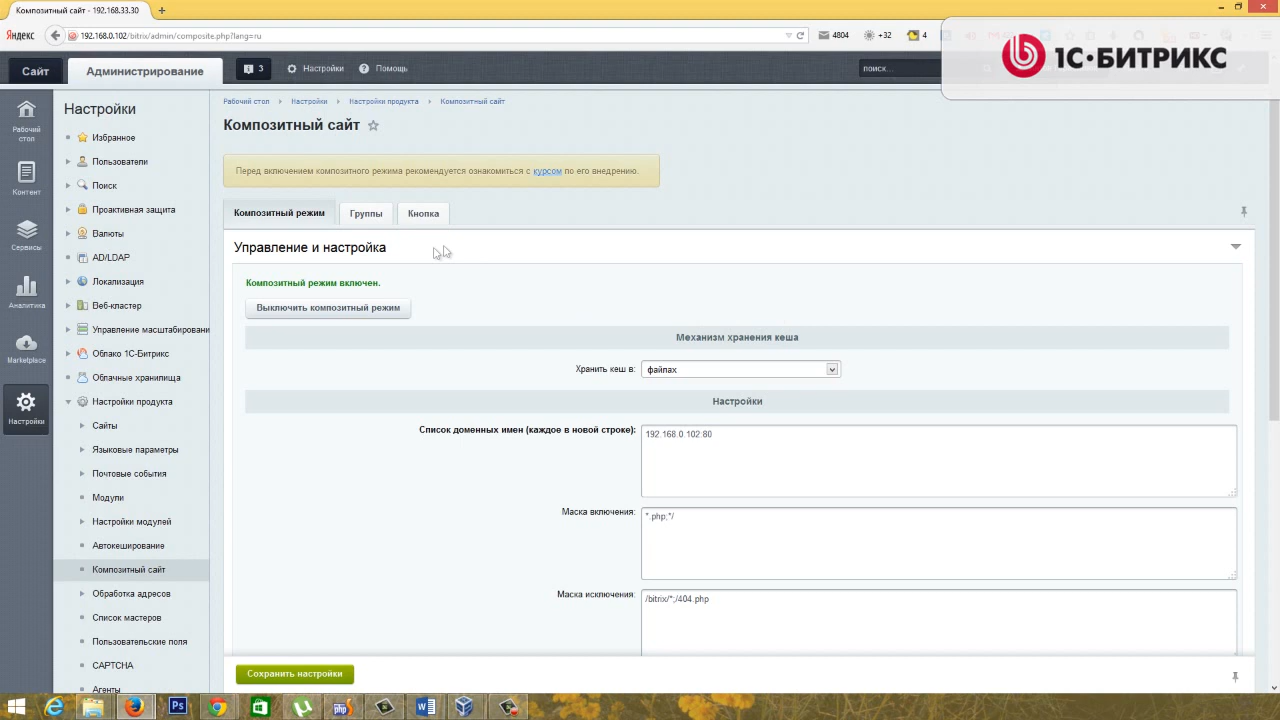 Композитный сайт - 192.168.33.30
Яндекс
192.168.0.102/bitrix/admin/composite.php?lang=ru
4804
+32
4
1С·БИТРИКС
Сайт
Администрирование
3
Настройки
Помощь
поиск...
Рабочий стол
Контент
Сервисы
Аналитика
Marketplace
Настройки
Настройки
Избранное
Пользователи
Поиск
Проактивная защита
Валюты
AD/LDAP
Локализация
Веб-кластер
Управление масштабировани
Облако 1С-Битрикс
Облачные хранилища
Настройки продукта
Сайты
Языковые параметры
Почтовые события
Модули
Настройки модулей
Автокеширование
Композитный сайт
Обработка адресов
Список мастеров
Пользовательские поля
CAPTCHA
Агенты
Рабочий стол Настройки Настройки продукта Композитный сайт
Композитный сайт
Перед включением композитного режима рекомендуется ознакомиться с курсом по его внедрению.
Композитный режим
Группы
Кнопка
Управление и настройка
Композитный режим включен.
Выключить композитный режим
Механизм хранения кеша
Хранить кеш в: файлах
Настройки
Список доменных имен (каждое в новой строке): 192.168.0.102:80
Маска включения: *.php;*/
Маска исключения: /bitrix/*;/404.php
Сохранить настройки